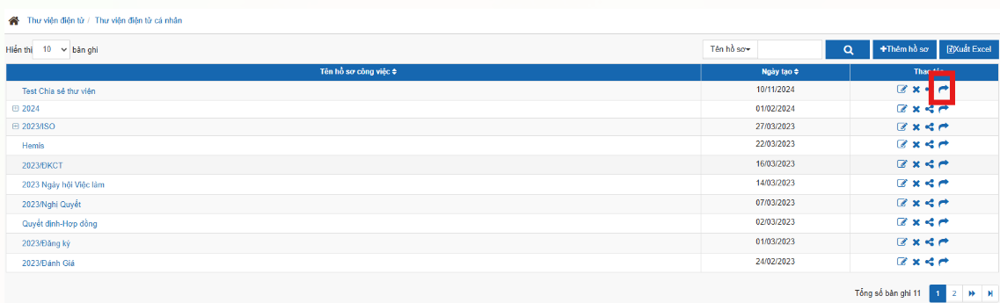 Thư viện điện tử / Thư viện điện tử cá nhân
Hiển thị 10 bản ghi Tên hồ sơ +Thêm hồ sơ Xuất Excel
Tên hồ sơ công việc Ngày tạo Thao tác
Test Chia sẻ thư viện 10/11/2024
2024 01/02/2024
2023/ISO 27/03/2023
Hemis 22/03/2023
2023/ĐKCT 16/03/2023
2023 Ngày hội Việc làm 14/03/2023
2023/Nghị Quyết 07/03/2023
Quyết định-Hợp đồng 02/03/2023
2023/Đăng ký 01/03/2023
2023/Đánh Giá 24/02/2023
Tổng số bản ghi 11 1 2